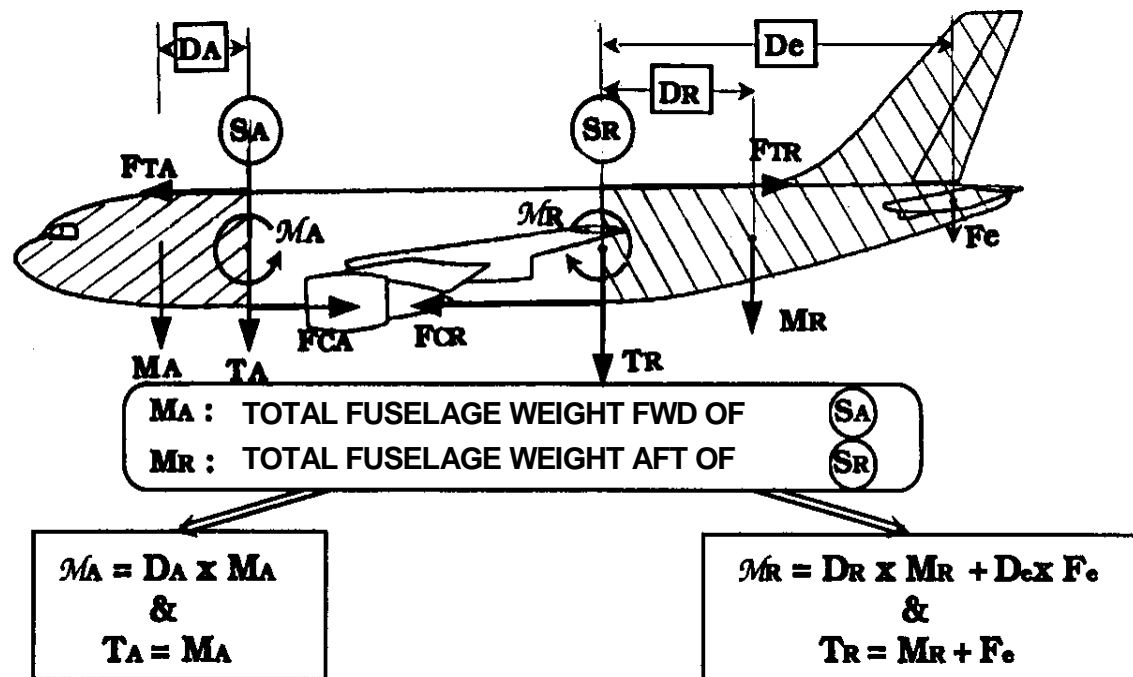 DA
De
DR
SA
SR
FTA
FTR
MA
MR
Fe
FCA
FCR
MR
MA
TA
TR
MA : TOTAL FUSELAGE WEIGHT FWD OF SA
MR : TOTAL FUSELAGE WEIGHT AFT OF SR
MA = DA x MA
&
TA = MA
MR = DR x MR + De x Fe
&
TR = MR + Fe